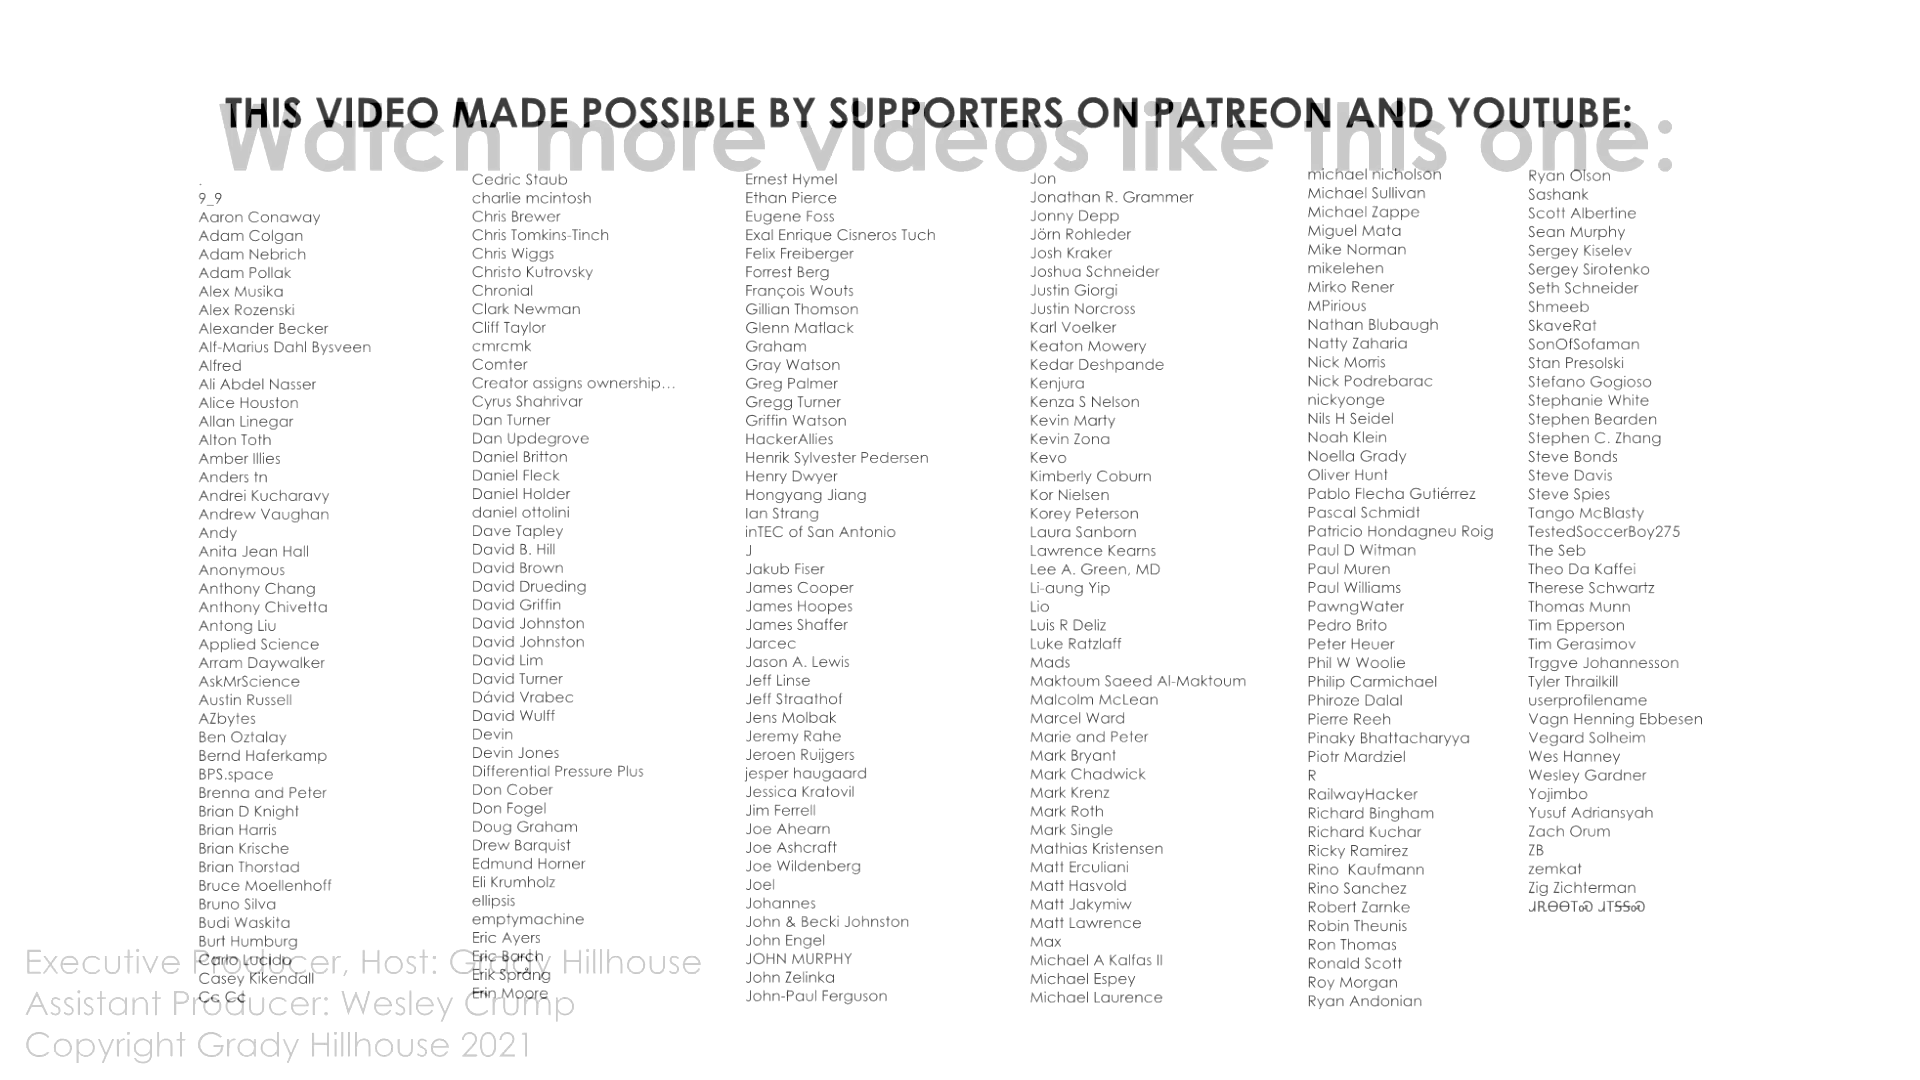 THIS VIDEO MADE POSSIBLE BY SUPPORTERS ON PATREON AND YOUTUBE:
Watch more videos like this one:
.
9_9
Aaron Conaway
Adam Colgan
Adam Nebrich
Adam Pollak
Alex Musika
Alex Rozenski
Alexander Becker
Alf-Marius Dahl Bysveen
Alfred
Ali Abdel Nasser
Alice Houston
Allan Linegar
Alton Toth
Amber Illies
Anders tn
Andrei Kucharavy
Andrew Vaughan
Andy
Anita Jean Hall
Anonymous
Anthony Chang
Anthony Chivetta
Antong Liu
Applied Science
Arram Daywalker
AskMrScience
Austin Russell
AZbytes
Ben Oztalay
Bernd Haferkamp
BPS.space
Brenna and Peter
Brian D Knight
Brian Harris
Brian Krische
Brian Thorstad
Bruce Moellenhoff
Bruno Silva
Budi Waskita
Burt Humburg
Carlo Lucido
Casey Kikendall
Cc Cc
Cedric Staub
charlie mcintosh
Chris Brewer
Chris Tomkins-Tinch
Chris Wiggs
Christo Kutrovsky
Chronial
Clark Newman
Cliff Taylor
cmrcmk
Comter
Creator assigns ownership...
Cyrus Shahrivar
Dan Turner
Dan Updegrove
Daniel Britton
Daniel Fleck
Daniel Holder
daniel ottolini
Dave Tapley
David B. Hill
David Brown
David Drueding
David Griffin
David Johnston
David Johnston
David Lim
David Turner
Dávid Vrabec
David Wulff
Devin
Devin Jones
Differential Pressure Plus
Don Cober
Don Fogel
Doug Graham
Drew Barquist
Edmund Horner
Eli Krumholz
ellipsis
emptymachine
Eric Ayers
Eric Barch
Erik Sprang
Erin Moore
Ernest Hymel
Ethan Pierce
Eugene Foss
Exal Enrique Cisneros Tuch
Felix Freiberger
Forrest Berg
François Wouts
Gillian Thomson
Glenn Matlack
Graham
Gray Watson
Greg Palmer
Gregg Turner
Griffin Watson
HackerAllies
Henrik Sylvester Pedersen
Henry Dwyer
Hongyang Jiang
Ian Strang
inTEC of San Antonio
J
Jakub Fiser
James Cooper
James Hoopes
James Shaffer
Jarcec
Jason A. Lewis
Jeff Linse
Jeff Straathof
Jens Molbak
Jeremy Rahe
Jeroen Ruijgers
jesper haugaard
Jessica Kratovil
Jim Ferrell
Joe Ahearn
Joe Ashcraft
Joe Wildenberg
Joel
Johannes
John & Becki Johnston
John Engel
JOHN MURPHY
John Zelinka
John-Paul Ferguson
Jon
Jonathan R. Grammer
Jonny Depp
Jörn Rohleder
Josh Kraker
Joshua Schneider
Justin Giorgi
Justin Norcross
Karl Voelker
Keaton Mowery
Kedar Deshpande
Kenjura
Kenza S Nelson
Kevin Marty
Kevin Zona
Kevo
Kimberly Coburn
Kor Nielsen
Korey Peterson
Laura Sanborn
Lawrence Kearns
Lee A. Green, MD
Li-aung Yip
Lio
Luis R Deliz
Luke Ratzlaff
Mads
Maktoum Saeed Al-Maktoum
Malcolm McLean
Marcel Ward
Marie and Peter
Mark Bryant
Mark Chadwick
Mark Krenz
Mark Roth
Mark Single
Mathias Kristensen
Matt Erculiani
Matt Hasvold
Matt Jakymiw
Matt Lawrence
Max
Michael A Kalfas II
Michael Espey
Michael Laurence
michael nicholson
Michael Sullivan
Michael Zappe
Miguel Mata
Mike Norman
mikelehen
Mirko Rener
MPirious
Nathan Blubaugh
Natty Zaharia
Nick Morris
Nick Podrebarac
nickyonge
Nils H Seidel
Noah Klein
Noella Grady
Oliver Hunt
Pablo Flecha Gutiérrez
Pascal Schmidt
Patricio Hondagneu Roig
Paul D Witman
Paul Muren
Paul Williams
PawngWater
Pedro Brito
Peter Heuer
Phil W Woolie
Philip Carmichael
Phiroze Dalal
Pierre Reeh
Pinaky Bhattacharyya
Piotr Mardziel
R
RailwayHacker
Richard Bingham
Richard Kuchar
Ricky Ramirez
Rino  Kaufmann
Rino Sanchez
Robert Zarnke
Robin Theunis
Ron Thomas
Ronald Scott
Roy Morgan
Ryan Andonian
Ryan Olson
Sashank
Scott Albertine
Sean Murphy
Sergey Kiselev
Sergey Sirotenko
Seth Schneider
Shmeeb
SkaveRat
SonOfSofaman
Stan Presolski
Stefano Gogioso
Stephanie White
Stephen Bearden
Stephen C. Zhang
Steve Bonds
Steve Davis
Steve Spies
Tango McBlasty
TestedSoccerBoy275
The Seb
Theo Da Kaffei
Therese Schwartz
Thomas Munn
Tim Epperson
Tim Gerasimov
Trggve Johannesson
Tyler Thrailkill
userprofilename
Vagn Henning Ebbesen
Vegard Solheim
Wes Hanney
Wesley Gardner
Yojimbo
Yusuf Adriansyah
Zach Orum
ZB
zemkat
Zig Zichterman
Executive Producer, Host: Grady Hillhouse
Assistant Producer: Wesley Crump
Copyright Grady Hillhouse 2021